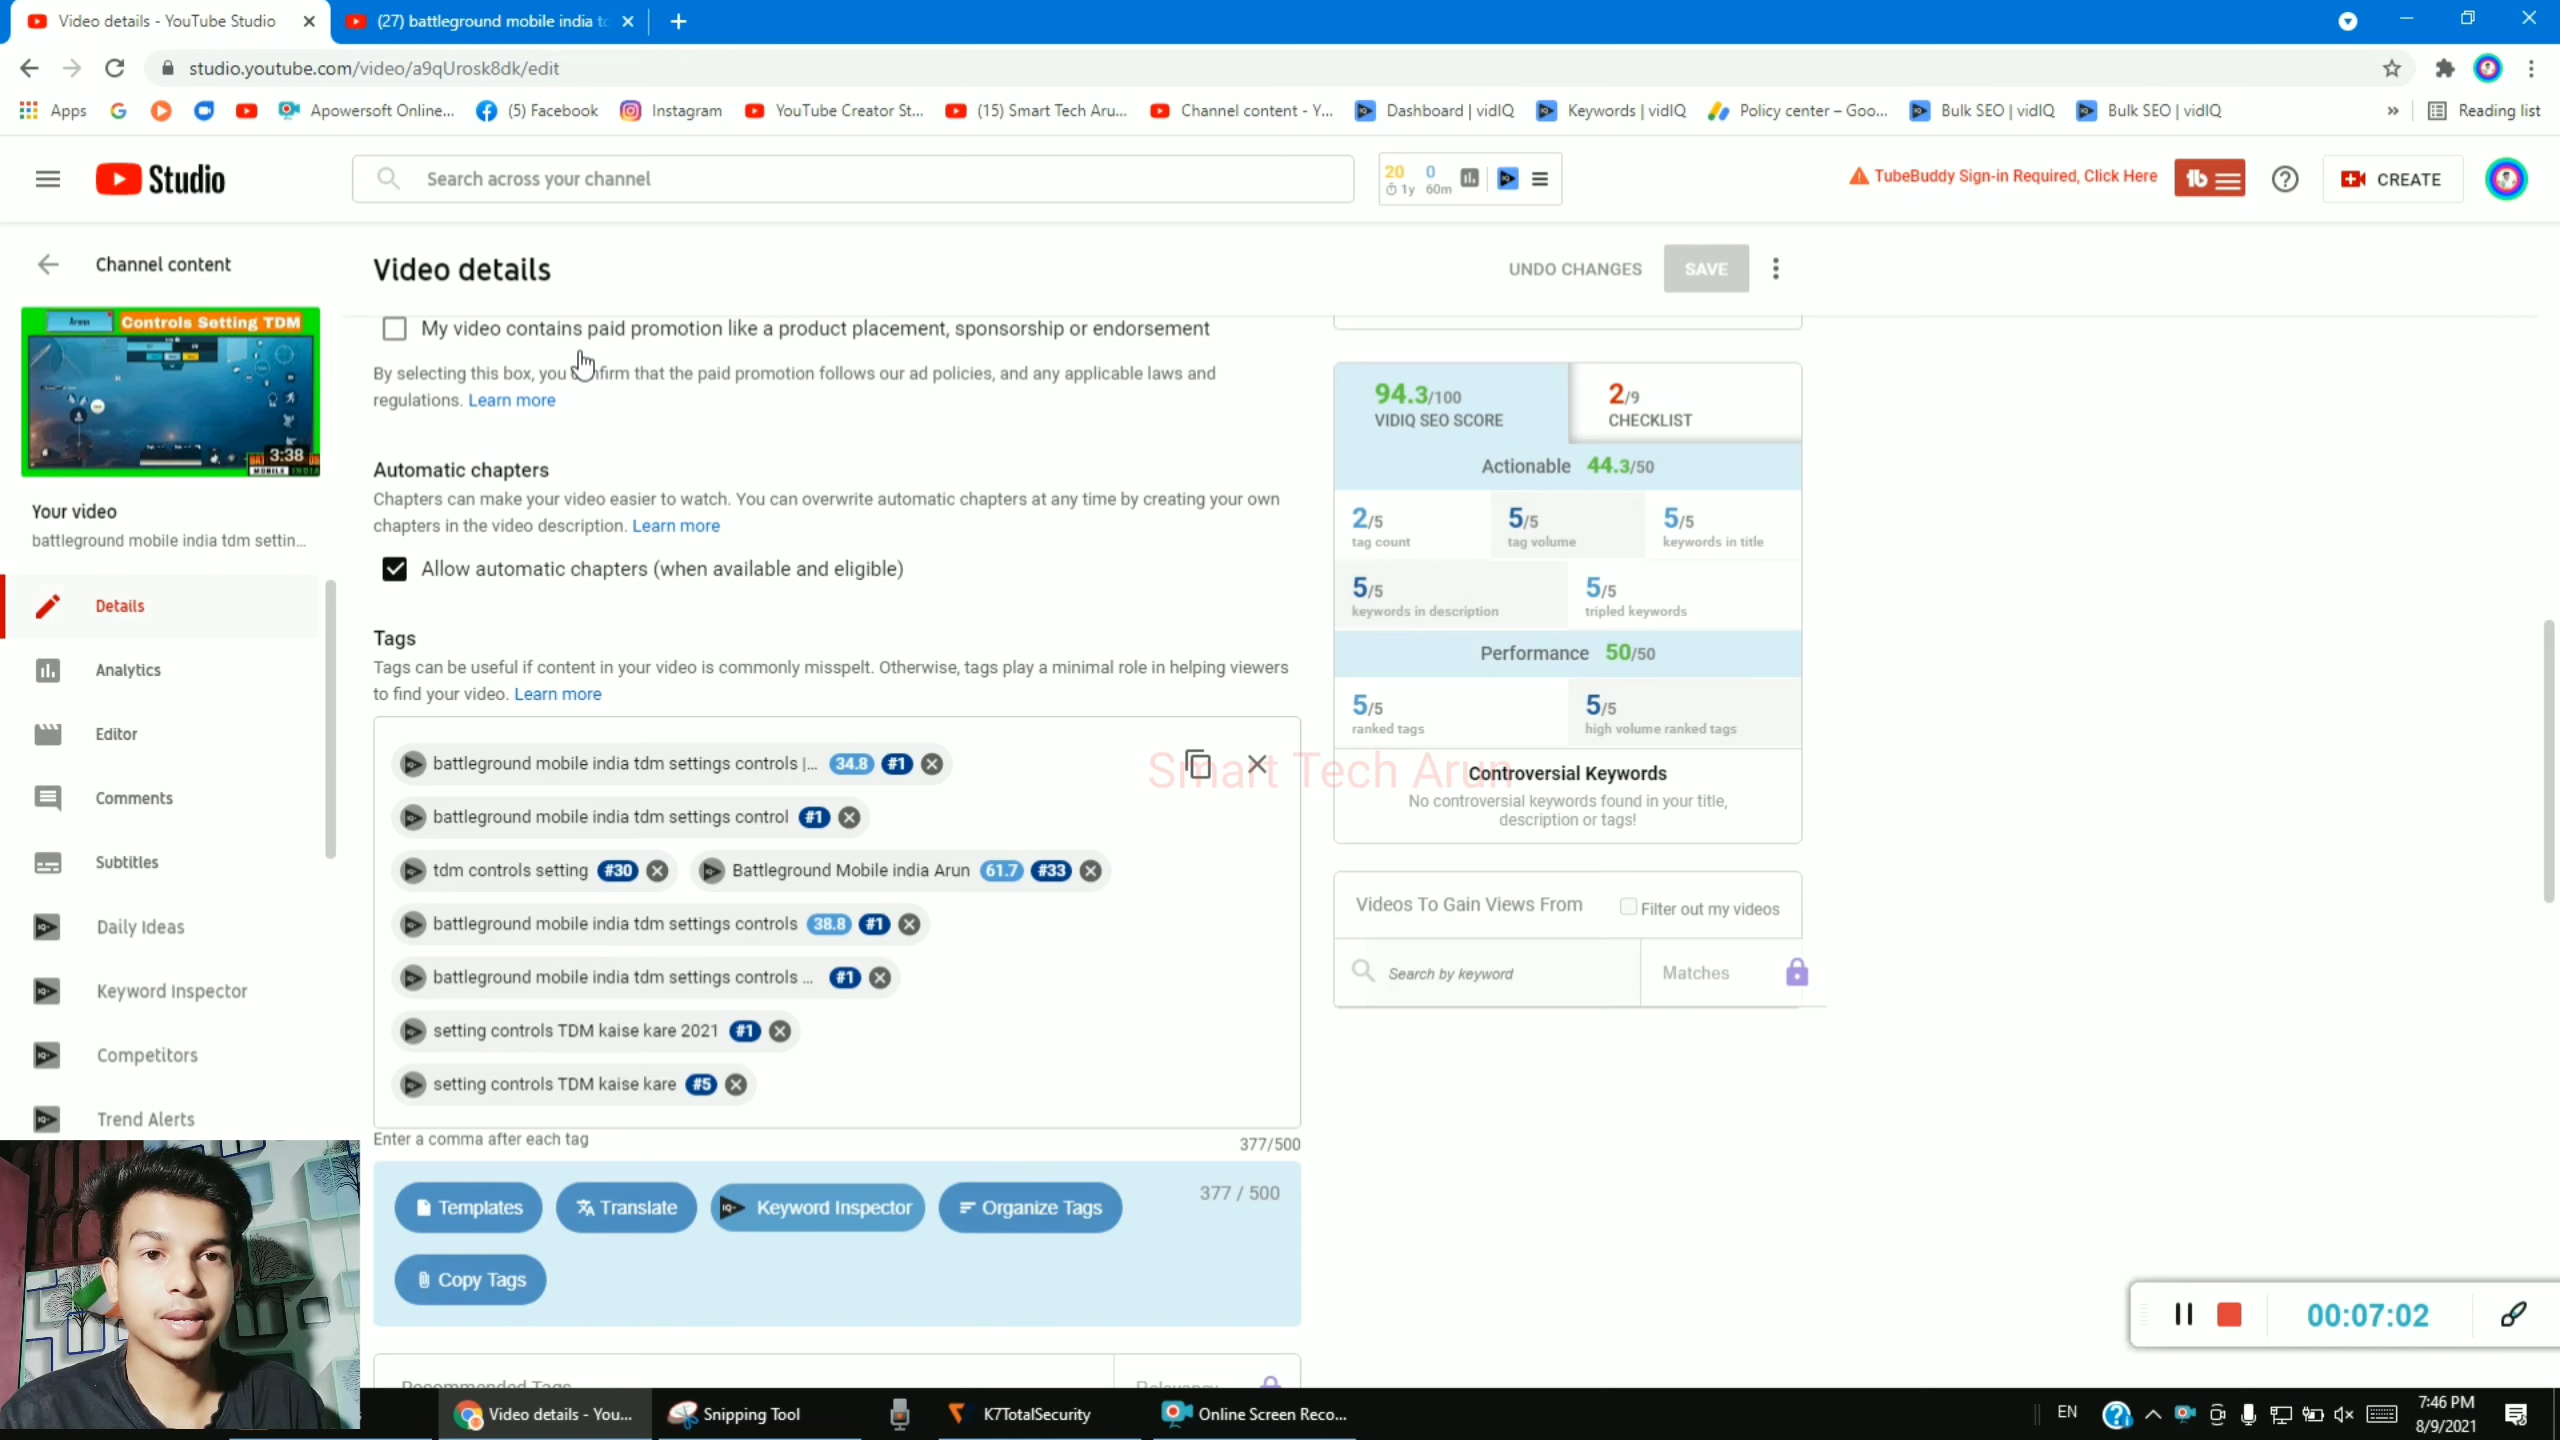 Video details - YouTube Studio
(27) battleground mobile india td
studio.youtube.com/video/a9qUrosk8dk/edit
Apps
Apowersoft Online...
(5) Facebook
Instagram
YouTube Creator St...
(15) Smart Tech Aru...
Channel content - Y...
Dashboard | vidIQ
Keywords | vidIQ
Policy center – Goo...
Bulk SEO | vidIQ
Bulk SEO | vidIQ
»
Reading list
Studio
Search across your channel
20 0
1y 60m
TubeBuddy Sign-in Required, Click Here
CREATE
Channel content
Video details
UNDO CHANGES
SAVE
Controls Setting TDM
3:38
Your video
battleground mobile india tdm settin...
Details
Analytics
Editor
Comments
Subtitles
Daily Ideas
Keyword Inspector
Competitors
Trend Alerts
My video contains paid promotion like a product placement, sponsorship or endorsement
By selecting this box, you confirm that the paid promotion follows our ad policies, and any applicable laws and
regulations. Learn more
Automatic chapters
Chapters can make your video easier to watch. You can overwrite automatic chapters at any time by creating your own
chapters in the video description. Learn more
Allow automatic chapters (when available and eligible)
Tags
Tags can be useful if content in your video is commonly misspelt. Otherwise, tags play a minimal role in helping viewers
to find your video. Learn more
battleground mobile india tdm settings controls |... 34.8 #1
battleground mobile india tdm settings control #1
tdm controls setting #30
Battleground Mobile india Arun 61.7 #33
battleground mobile india tdm settings controls 38.8 #1
battleground mobile india tdm settings controls ... #1
setting controls TDM kaise kare 2021 #1
setting controls TDM kaise kare #5
Enter a comma after each tag
377/500
377 / 500
Templates
Translate
Keyword Inspector
Organize Tags
Copy Tags
Recommended Tags
Relevancy
94.3/100
VIDIQ SEO SCORE
2/9
CHECKLIST
Actionable 44.3/50
2/5
tag count
5/5
tag volume
5/5
keywords in title
5/5
keywords in description
5/5
tripled keywords
Performance 50/50
5/5
ranked tags
5/5
high volume ranked tags
Smart Tech Arun
Controversial Keywords
No controversial keywords found in your title,
description or tags!
Videos To Gain Views From
Filter out my videos
Search by keyword
Matches
00:07:02
Video details - You...
Snipping Tool
K7TotalSecurity
Online Screen Reco...
EN
7:46 PM
8/9/2021